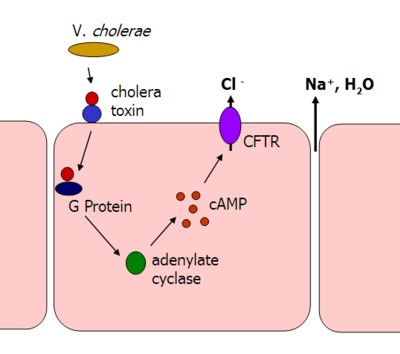 V. cholerae
cholera
toxin
Cl -
Na+, H2O
CFTR
G Protein
cAMP
adenylate
cyclase